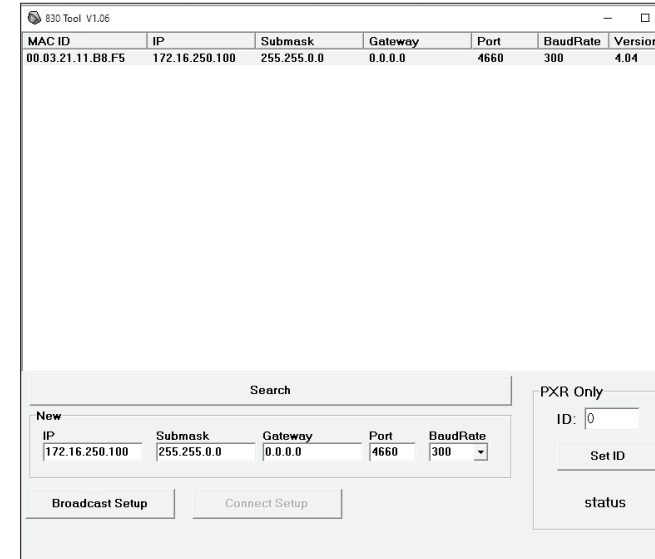 830 Tool V1.06
MAC ID IP Submask Gateway Port BaudRate Version
00.03.21.11.B8.F5 172.16.250.100 255.255.0.0 0.0.0.0 4660 300 4.04
Search
New
IP Submask Gateway Port BaudRate
172.16.250.100 255.255.0.0 0.0.0.0 4660 300
Broadcast Setup Connect Setup
PXR Only
ID: 0
Set ID
status